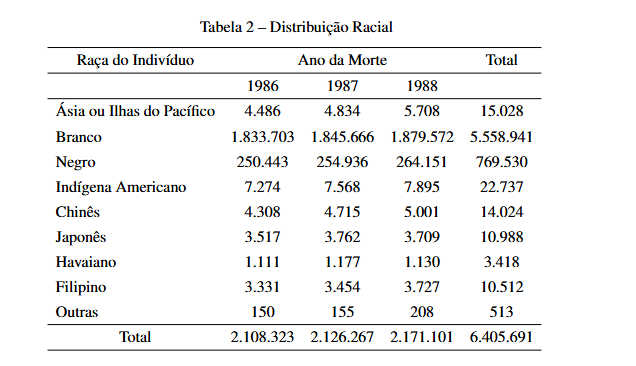 Tabela 2 – Distribuição Racial
Raça do Indivíduo Ano da Morte Total
1986 1987 1988
Ásia ou Ilhas do Pacífico 4.486 4.834 5.708 15.028
Branco 1.833.703 1.845.666 1.879.572 5.558.941
Negro 250.443 254.936 264.151 769.530
Indígena Americano 7.274 7.568 7.895 22.737
Chinês 4.308 4.715 5.001 14.024
Japonês 3.517 3.762 3.709 10.988
Havaiano 1.111 1.177 1.130 3.418
Filipino 3.331 3.454 3.727 10.512
Outras 150 155 208 513
Total 2.108.323 2.126.267 2.171.101 6.405.691